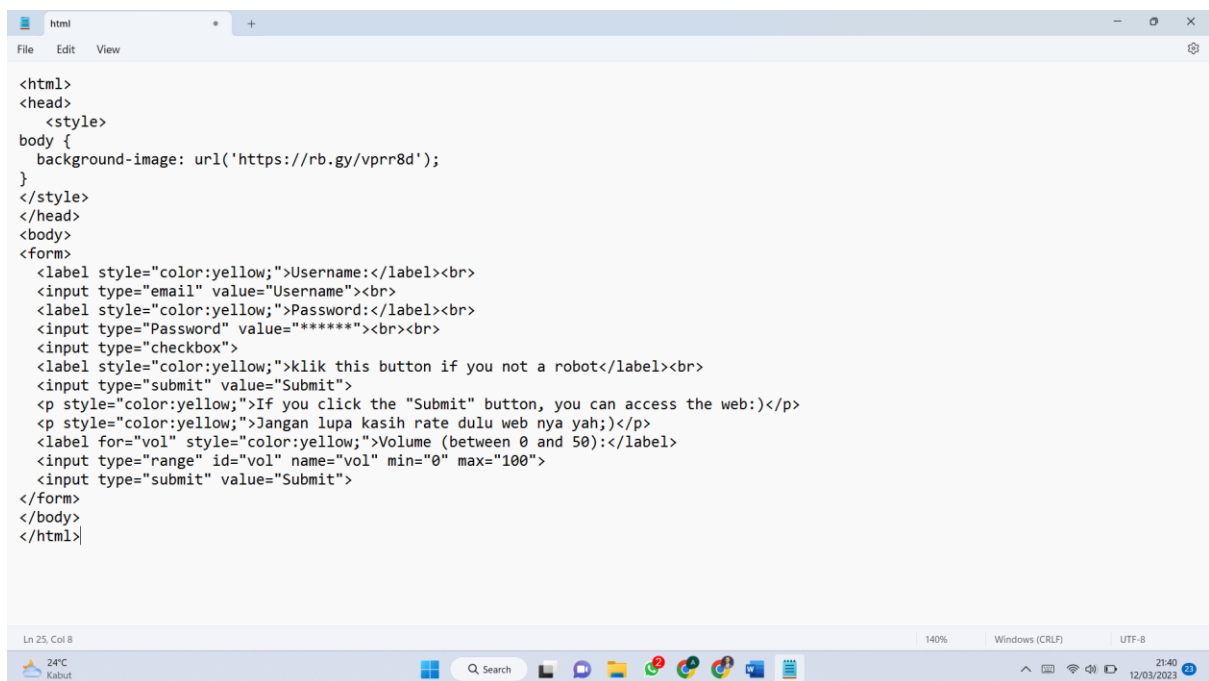 html
File Edit View
<html>
<head>
   <style>
body {
  background-image: url('https://rb.gy/vprr8d');
}
</style>
</head>
<body>
<form>
  <label style="color:yellow;">Username:</label><br>
  <input type="email" value="Username"><br>
  <label style="color:yellow;">Password:</label><br>
  <input type="Password" value="******"><br><br>
  <input type="checkbox">
  <label style="color:yellow;">klik this button if you not a robot</label><br>
  <input type="submit" value="Submit">
  <p style="color:yellow;">If you click the "Submit" button, you can access the web:)</p>
  <p style="color:yellow;">Jangan lupa kasih rate dulu web nya yah;)</p>
  <label for="vol" style="color:yellow;">Volume (between 0 and 50):</label>
  <input type="range" id="vol" name="vol" min="0" max="100">
  <input type="submit" value="Submit">
</form>
</body>
</html>
Ln 25, Col 8 140% Windows (CRLF) UTF-8
24°C
Kabut
Search
2
A
W
21:40
12/03/2023
23